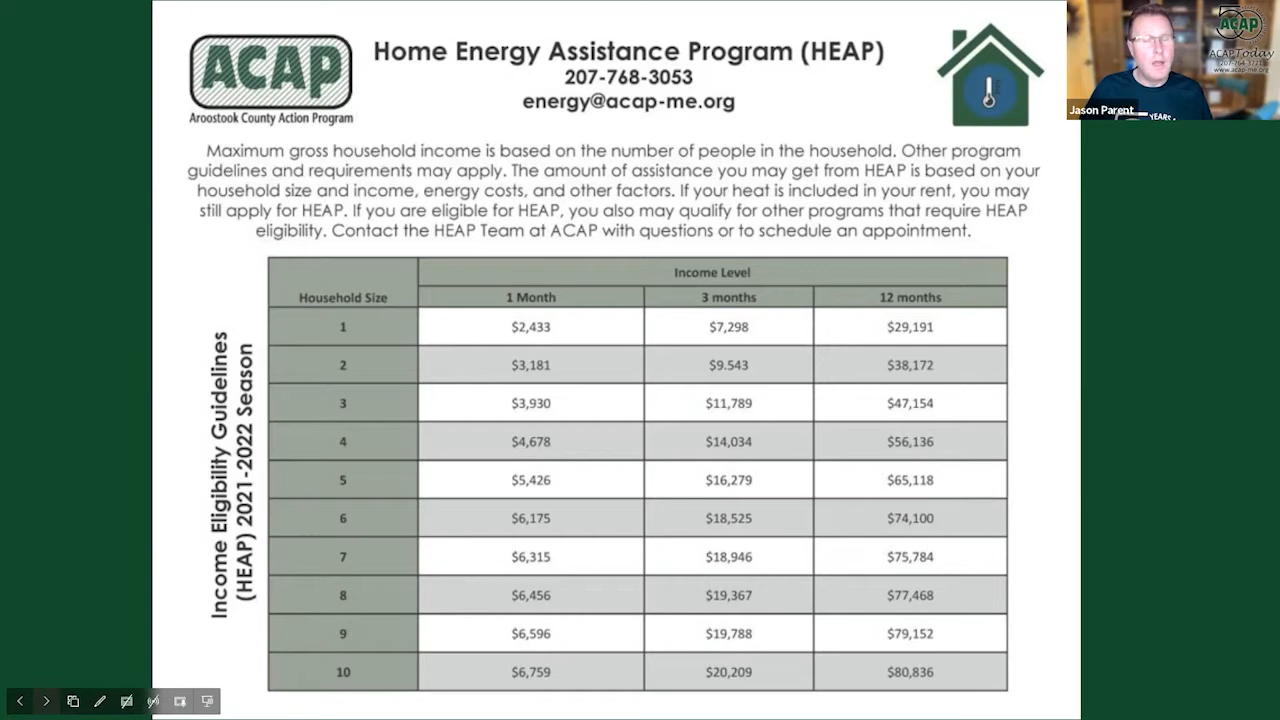 ACAP
Aroostook County Action Program
Home Energy Assistance Program (HEAP)
207-768-3053
energy@acap-me.org
Maximum gross household income is based on the number of people in the household. Other program
guidelines and requirements may apply. The amount of assistance you may get from HEAP is based on your
household size and income, energy costs, and other factors. If your heat is included in your rent, you may
still apply for HEAP. If you are eligible for HEAP, you also may qualify for other programs that require HEAP
eligibility. Contact the HEAP Team at ACAP with questions or to schedule an appointment.
Income Eligibility Guidelines
(HEAP) 2021-2022 Season
Income Level
Household Size 1 Month 3 months 12 months
1 $2,433 $7,298 $29,191
2 $3,181 $9.543 $38,172
3 $3,930 $11,789 $47,154
4 $4,678 $14,034 $56,136
5 $5,426 $16,279 $65,118
6 $6,175 $18,525 $74,100
7 $6,315 $18,946 $75,784
8 $6,456 $19,367 $77,468
9 $6,596 $19,788 $79,152
10 $6,759 $20,209 $80,836
Jason Parent
YEARS
50
ACAP
ACAPToday
207-764-3721
www.acap-me.org